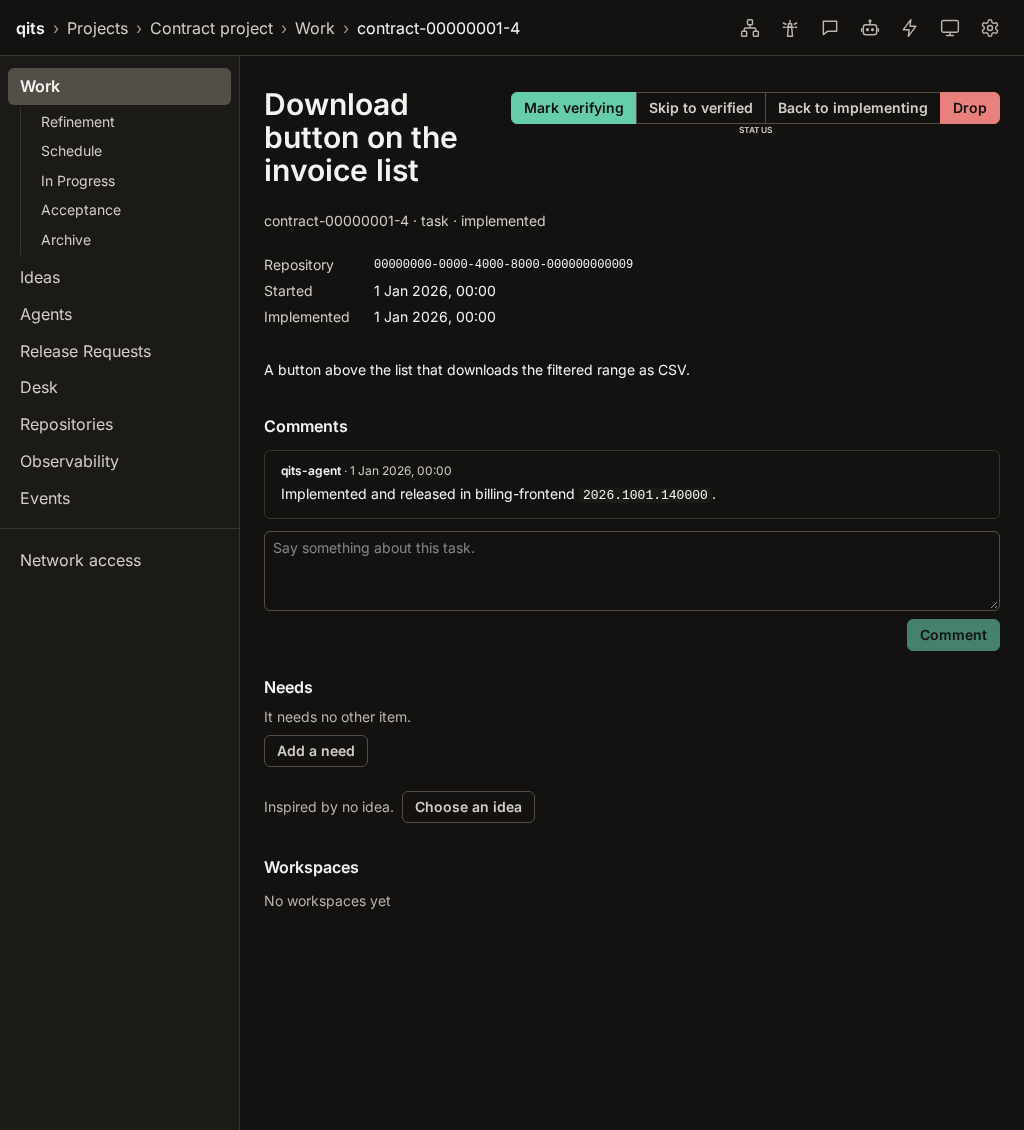 qits › Projects › Contract project › Work › contract-00000001-4
Work
Refinement
Schedule
In Progress
Acceptance
Archive
Ideas
Agents
Release Requests
Desk
Repositories
Observability
Events
Network access
Download
button on the
invoice list
Mark verifying
Skip to verified
Back to implementing
Drop
STATUS
contract-00000001-4 · task · implemented
Repository 00000000-0000-4000-8000-000000000009
Started 1 Jan 2026, 00:00
Implemented 1 Jan 2026, 00:00
A button above the list that downloads the filtered range as CSV.
Comments
qits-agent · 1 Jan 2026, 00:00
Implemented and released in billing-frontend 2026.1001.140000.
Say something about this task.
Comment
Needs
It needs no other item.
Add a need
Inspired by no idea. Choose an idea
Workspaces
No workspaces yet